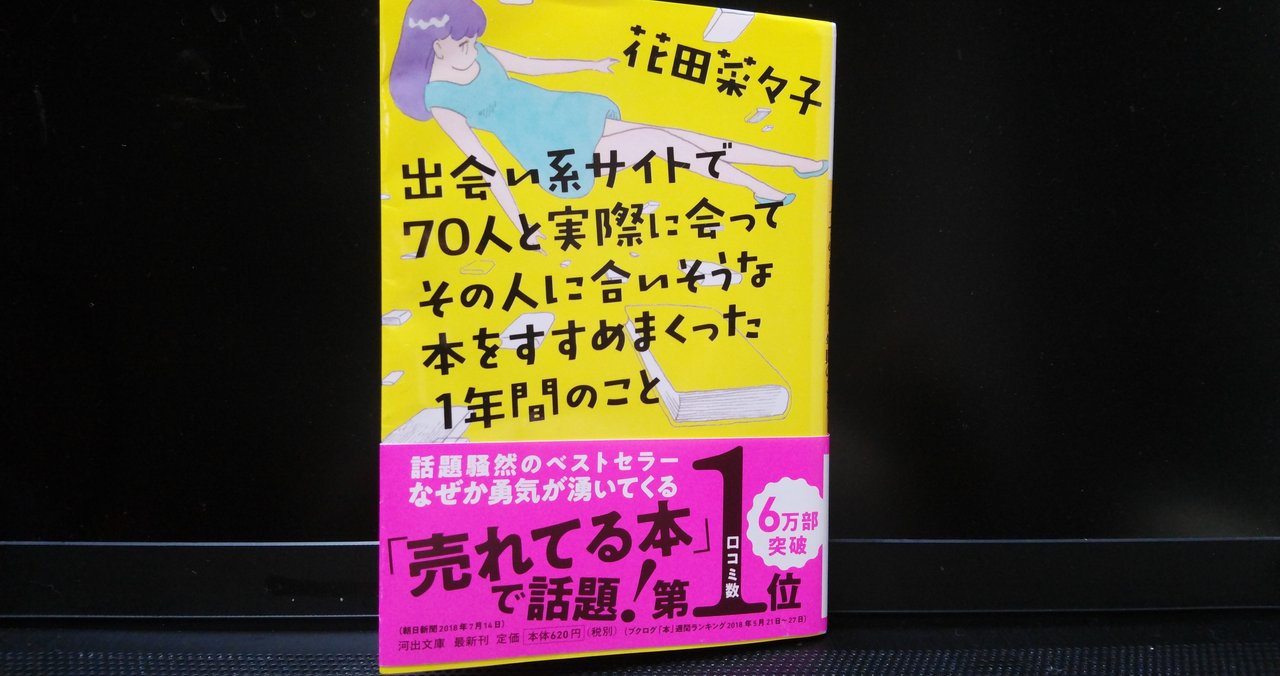 花田菜々子
出会い系サイトで
70人と実際に会って
その人に合いそうな
本をすすめまくった
1年間のこと
話題騒然のベストセラー
なぜか勇気が湧いてくる
「売れてる本」
で話題!第1位
口コミ数
6万部
突破
(朝日新聞2018年7月14日)
河出文庫 最新刊 定価 本体620円(税別)(ブクログ「本」週間ランキング2018年5月21日~27日)